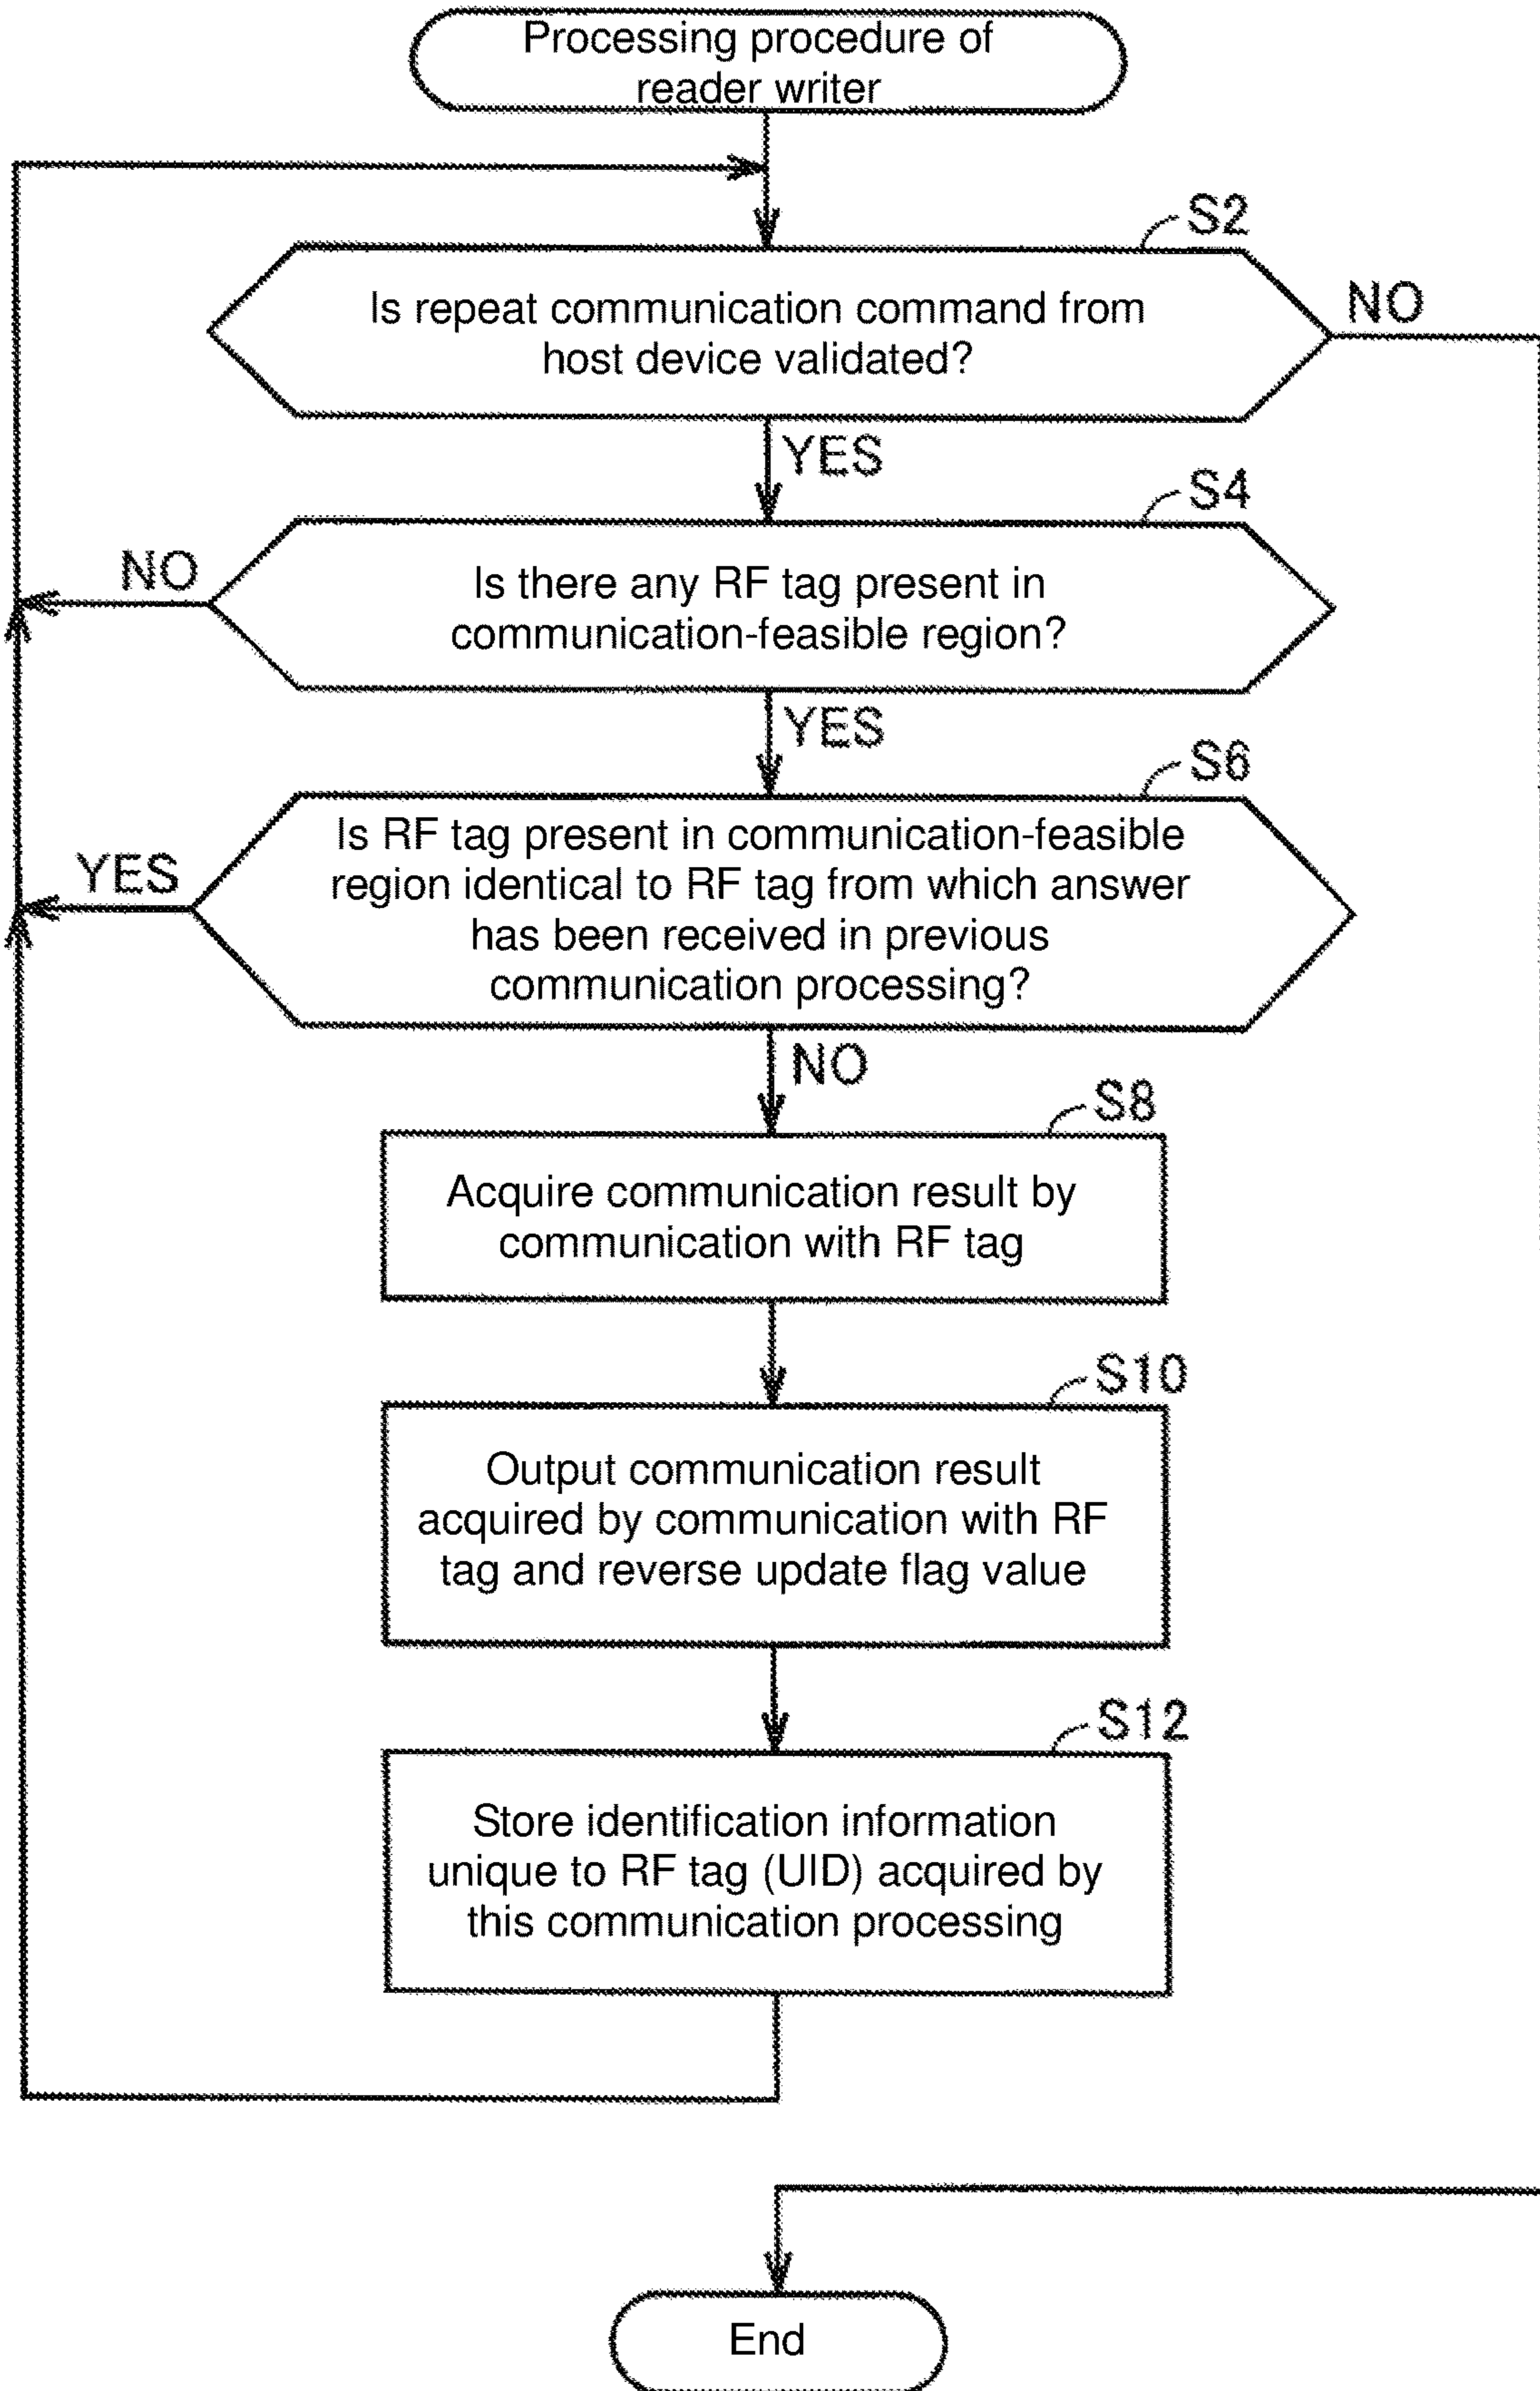 Processing procedure of
reader writer
S2
Is repeat communication command from
host device validated?
NO
YES
S4
Is there any RF tag present in
communication-feasible region?
NO
YES
S6
Is RF tag present in communication-feasible
region identical to RF tag from which answer
has been received in previous
communication processing?
YES
NO
S8
Acquire communication result by
communication with RF tag
S10
Output communication result
acquired by communication with RF
tag and reverse update flag value
S12
Store identification information
unique to RF tag (UID) acquired by
this communication processing
End